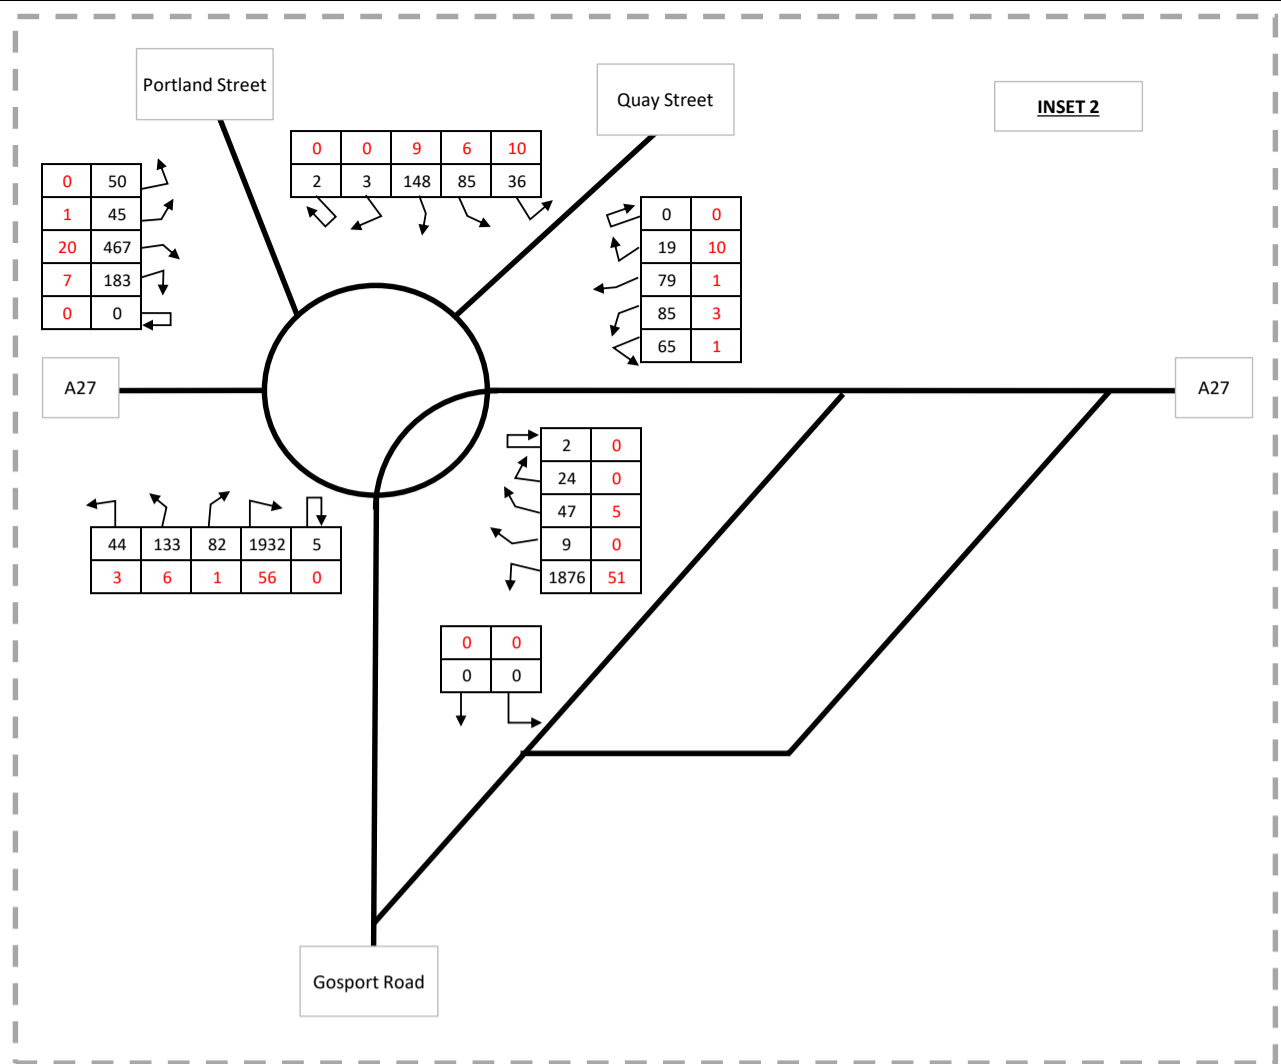 Portland Street
Quay Street
INSET 2
0 0 9 6 10
2 3 148 85 36
0 50
1 45
20 467
7 183
0 0
0 0
19 10
79 1
85 3
65 1
A27
A27
2 0
24 0
47 5
9 0
1876 51
44 133 82 1932 5
3 6 1 56 0
0 0
0 0
Gosport Road